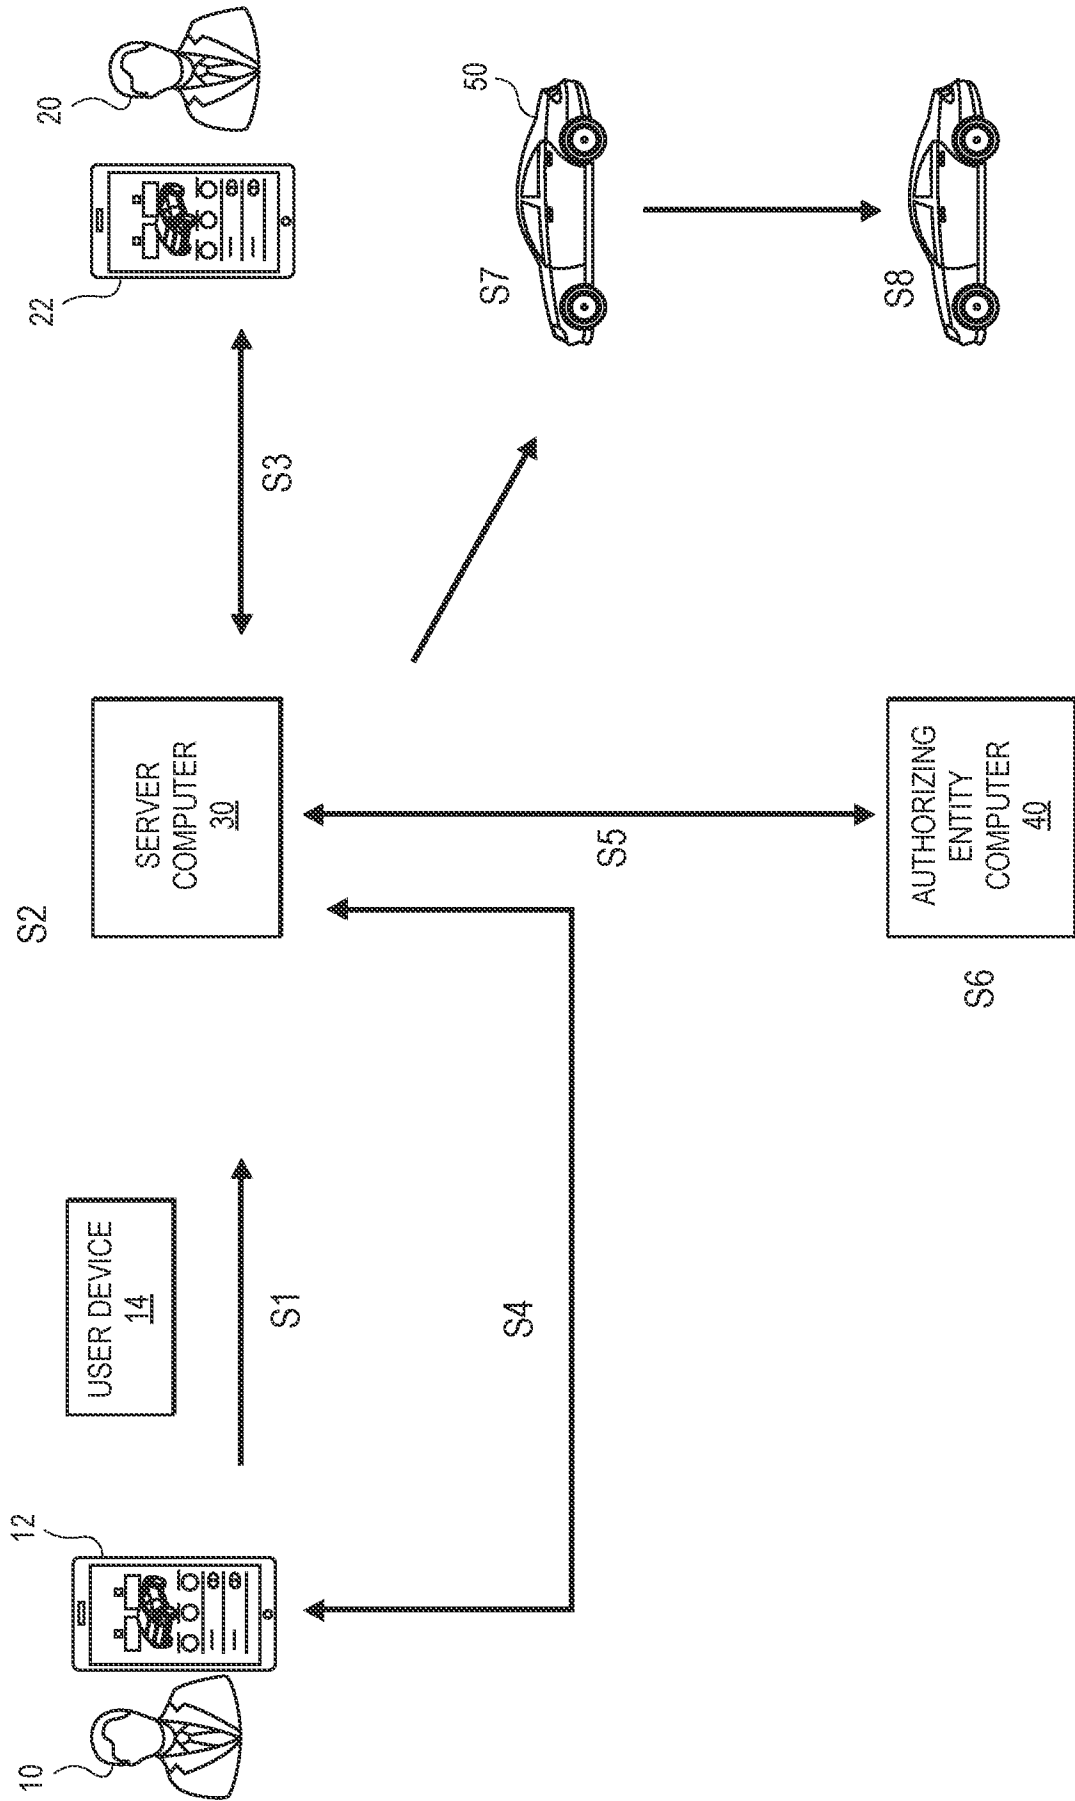 10
12
USER DEVICE
14
S1
S2
SERVER
COMPUTER
30
S3
22
20
S4
S5
S7
50
S6
AUTHORIZING
ENTITY
COMPUTER
40
S8